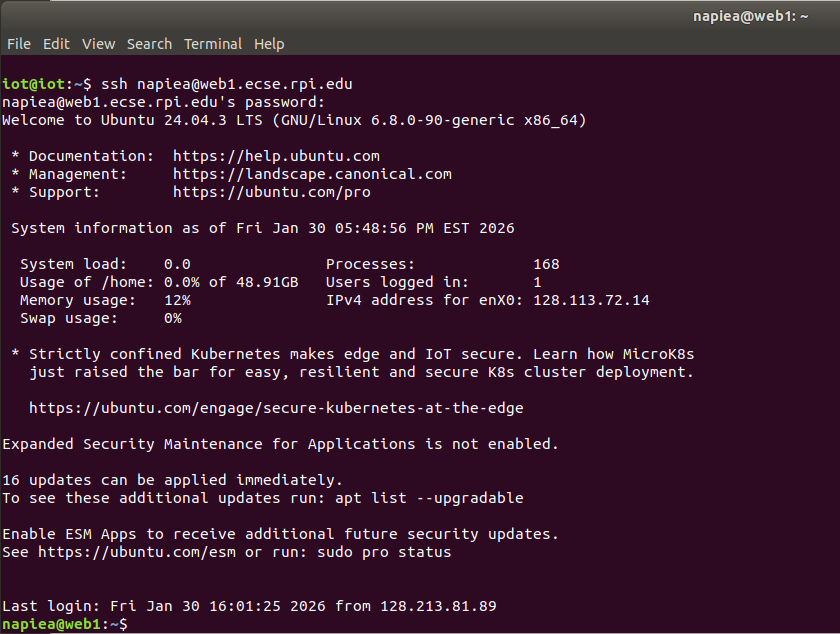 napiea@web1: ~
File Edit View Search Terminal Help
iot@iot:~$ ssh napiea@web1.ecse.rpi.edu
napiea@web1.ecse.rpi.edu's password:
Welcome to Ubuntu 24.04.3 LTS (GNU/Linux 6.8.0-90-generic x86_64)
* Documentation:  https://help.ubuntu.com
* Management:     https://landscape.canonical.com
* Support:        https://ubuntu.com/pro
System information as of Fri Jan 30 05:48:56 PM EST 2026
System load:    0.0               Processes:             168
Usage of /home: 0.0% of 48.91GB   Users logged in:       1
Memory usage:   12%               IPv4 address for enX0: 128.113.72.14
Swap usage:     0%
* Strictly confined Kubernetes makes edge and IoT secure. Learn how MicroK8s
just raised the bar for easy, resilient and secure K8s cluster deployment.
https://ubuntu.com/engage/secure-kubernetes-at-the-edge
Expanded Security Maintenance for Applications is not enabled.
16 updates can be applied immediately.
To see these additional updates run: apt list --upgradable
Enable ESM Apps to receive additional future security updates.
See https://ubuntu.com/esm or run: sudo pro status
Last login: Fri Jan 30 16:01:25 2026 from 128.213.81.89
napiea@web1:~$